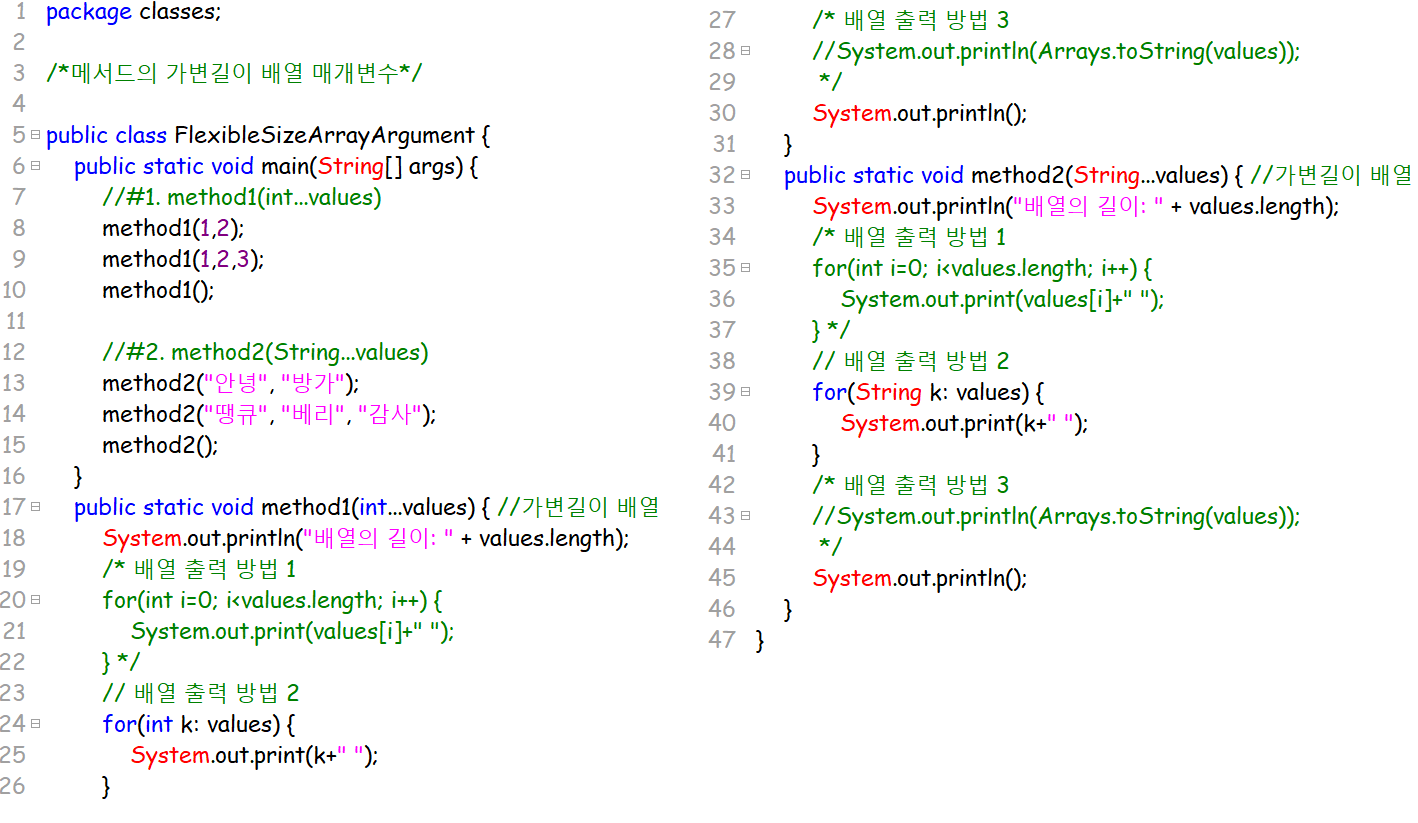 1 package classes;
2
3 /*메서드의 가변길이 배열 매개변수*/
4
5 public class FlexibleSizeArrayArgument {
6 public static void main(String[] args) {
7 //#1. method1(int...values)
8 method1(1,2);
9 method1(1,2,3);
10 method1();
11
12 //#2. method2(String...values)
13 method2("안녕", "방가");
14 method2("땡큐", "베리", "감사");
15 method2();
16 }
17 public static void method1(int...values) { //가변길이 배열
18 System.out.println("배열의 길이: " + values.length);
19 /* 배열 출력 방법 1
20 for(int i=0; i<values.length; i++) {
21 System.out.print(values[i]+" ");
22 } */
23 // 배열 출력 방법 2
24 for(int k: values) {
25 System.out.print(k+" ");
26 }
27 /* 배열 출력 방법 3
28 //System.out.println(Arrays.toString(values));
29 */
30 System.out.println();
31 }
32 public static void method2(String...values) { //가변길이 배열
33 System.out.println("배열의 길이: " + values.length);
34 /* 배열 출력 방법 1
35 for(int i=0; i<values.length; i++) {
36 System.out.print(values[i]+" ");
37 } */
38 // 배열 출력 방법 2
39 for(String k: values) {
40 System.out.print(k+" ");
41 }
42 /* 배열 출력 방법 3
43 //System.out.println(Arrays.toString(values));
44 */
45 System.out.println();
46 }
47 }